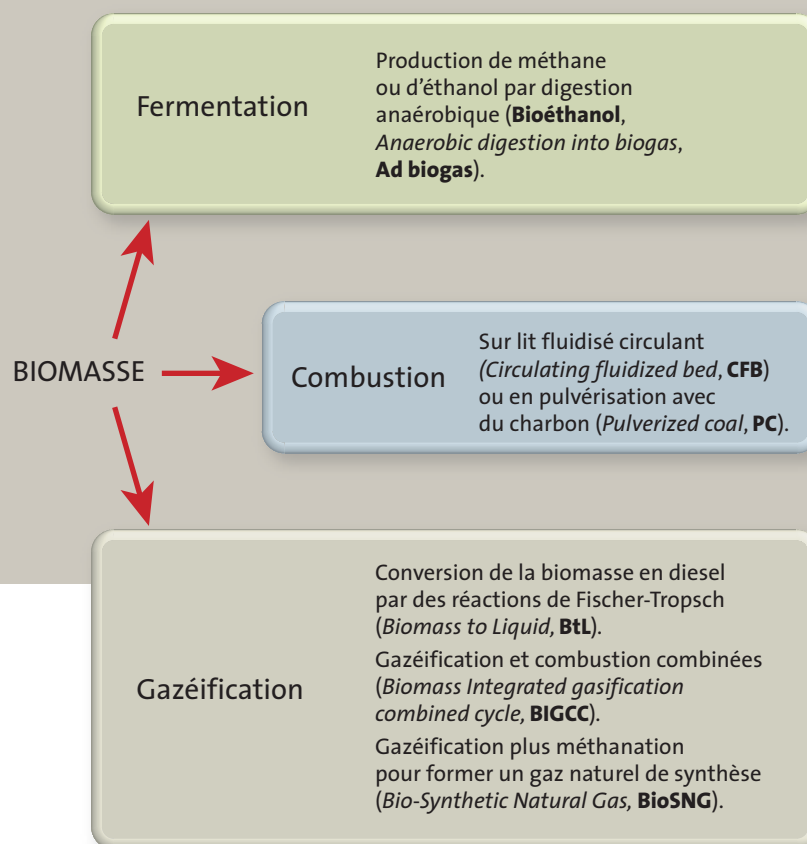 Fermentation
Production de méthane
ou d'éthanol par digestion
anaérobique (Bioéthanol,
Anaerobic digestion into biogas,
Ad biogas).
BIOMASSE
Combustion
Sur lit fluidisé circulant
(Circulating fluidized bed, CFB)
ou en pulvérisation avec
du charbon (Pulverized coal, PC).
Gazéification
Conversion de la biomasse en diesel
par des réactions de Fischer-Tropsch
(Biomass to Liquid, BtL).
Gazéification et combustion combinées
(Biomass Integrated gasification
combined cycle, BIGCC).
Gazéification plus méthanation
pour former un gaz naturel de synthèse
(Bio-Synthetic Natural Gas, BioSNG).